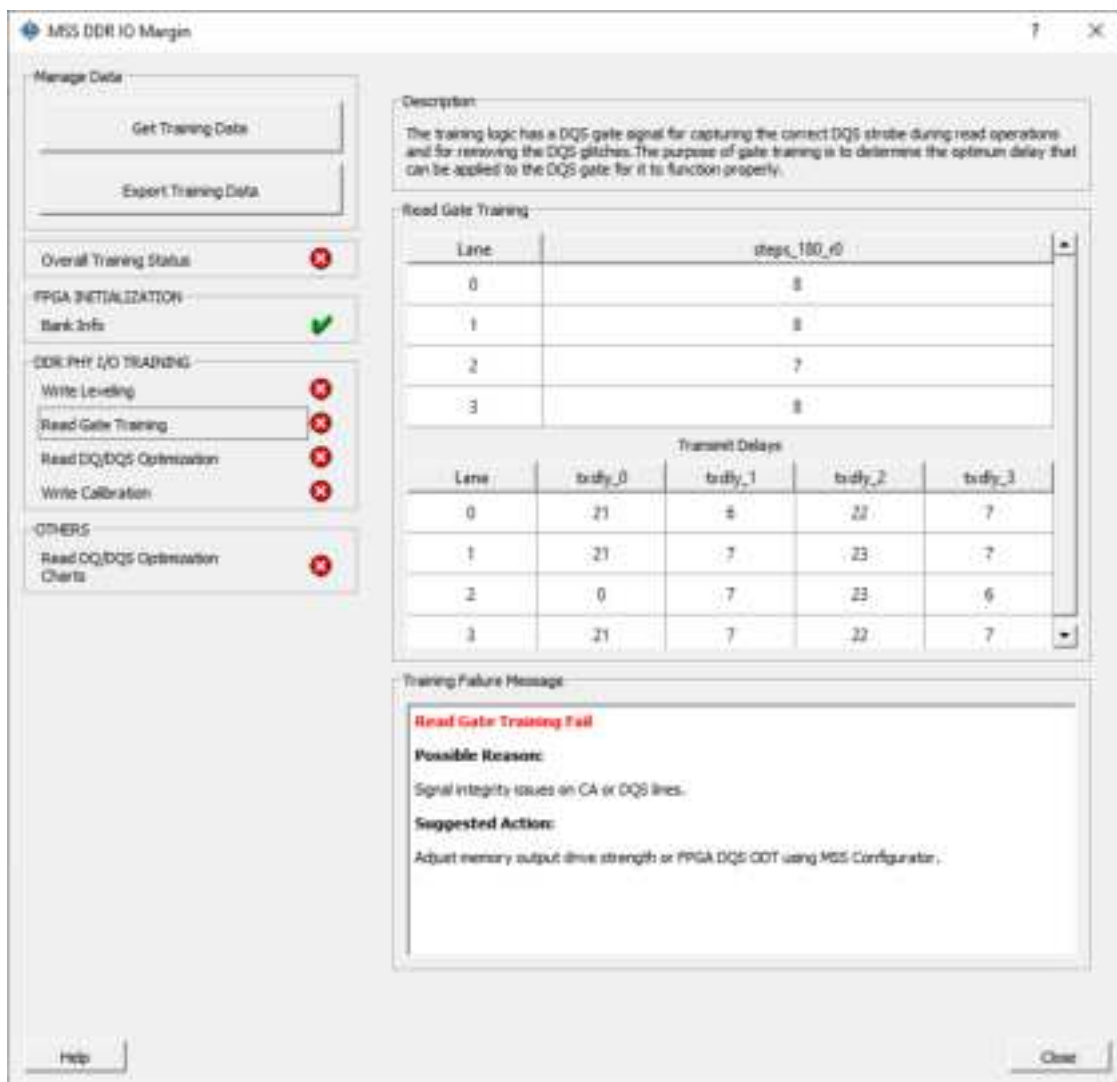 MSS DDR IO Margin
?
Manage Data
Get Training Data
Export Training Data
Overall Training Status
FPGA INITIALIZATION
Bank Info
DDR PHY I/O TRAINING
Write Leveling
Read Gate Training
Read DQ/DQS Optimization
Write Calibration
OTHERS
Read DQ/DQS Optimization
Charts
Description
The training logic has a DQS gate signal for capturing the correct DQS strobe during read operations
and for removing the DQS glitches.The purpose of gate training is to determine the optimum delay that
can be applied to the DQS gate for it to function properly.
Read Gate Training
Lane steps_180_r0
0 8
1 8
2 7
3 8
Transmit Delays
Lane txdly_0 txdly_1 txdly_2 txdly_3
0 21 6 22 7
1 21 7 23 7
2 0 7 23 6
3 21 7 22 7
Training Failure Message
Read Gate Training Fail
Possible Reason:
Signal integrity issues on CA or DQS lines.
Suggested Action:
Adjust memory output drive strength or FPGA DQS ODT using MSS Configurator.
Help
Close